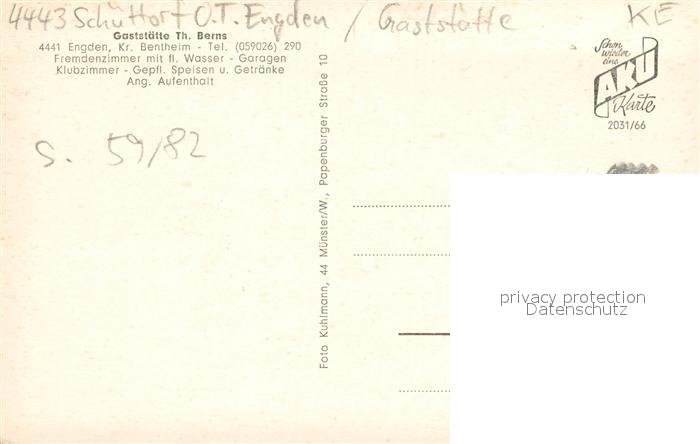 4443 Schüttorf O.T. Engden / Gaststätte KE
Gaststätte Th. Berns
4441 Engden, Kr. Bentheim - Tel. (059026) 290
Fremdenzimmer mit fl. Wasser - Garagen
Klubzimmer - Gepfl. Speisen u. Getränke
Ang. Aufenthalt
S. 59/82
Foto Kuhlmann, 44 Münster/W., Papenburger Straße 10
Schon
wieder
eine
AKU
Karte
2031/66
privacy protection
Datenschutz